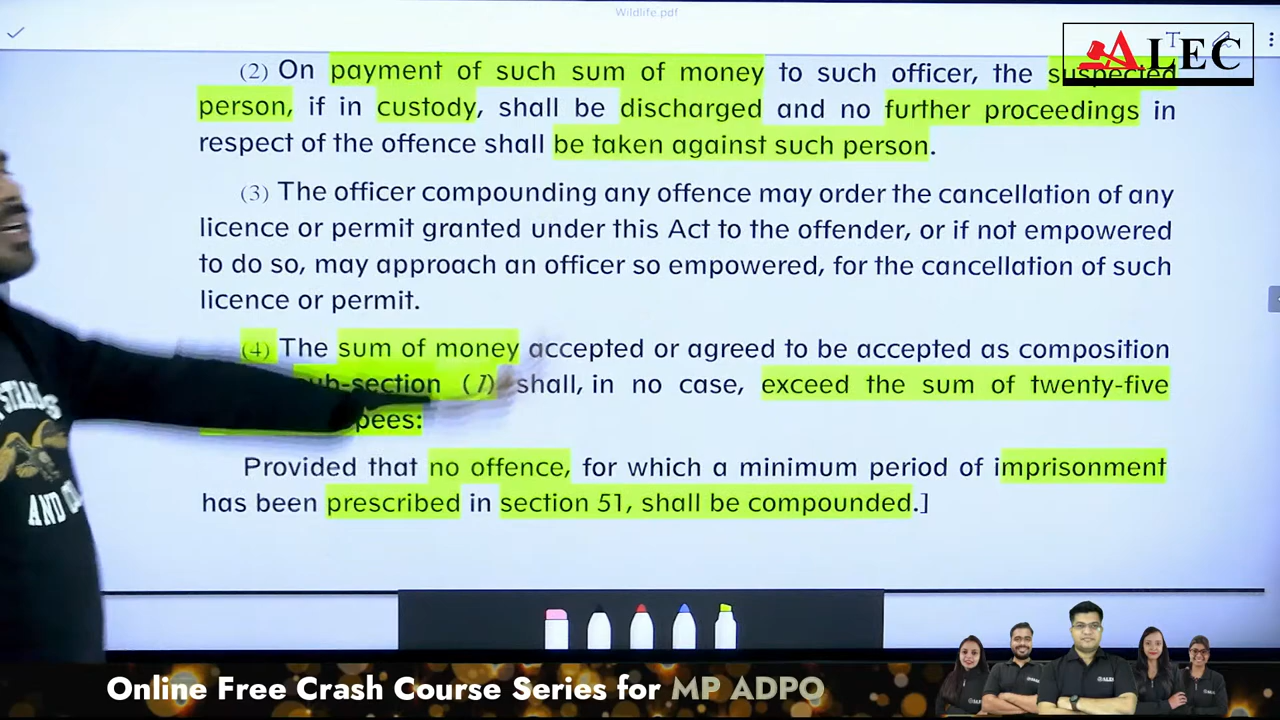 Wildlife.pdf
ALEC
(2) On payment of such sum of money to such officer, the suspected
person, if in custody, shall be discharged and no further proceedings in
respect of the offence shall be taken against such person.
(3) The officer compounding any offence may order the cancellation of any
licence or permit granted under this Act to the offender, or if not empowered
to do so, may approach an officer so empowered, for the cancellation of such
licence or permit.
(4) The sum of money accepted or agreed to be accepted as composition
sub-section (1) shall, in no case, exceed the sum of twenty-five
pees:
Provided that no offence, for which a minimum period of imprisonment
has been prescribed in section 51, shall be compounded.]
AND
Online Free Crash Course Series for MP ADPO